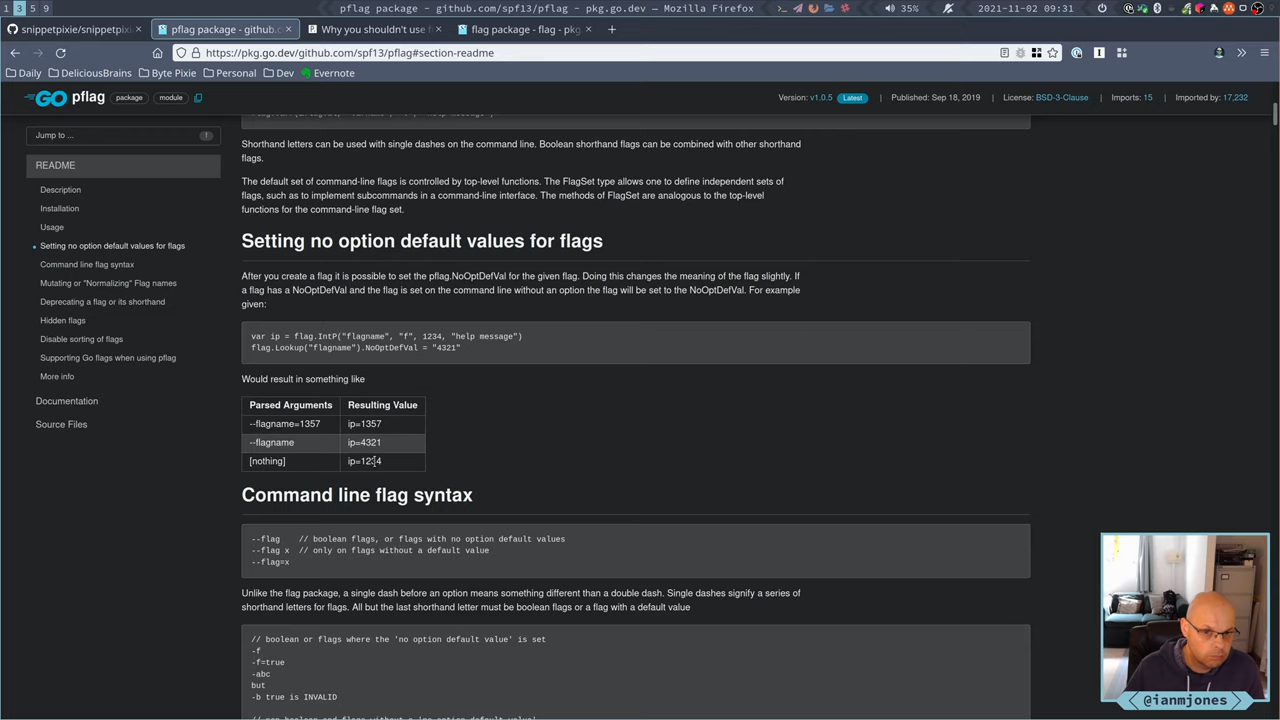 1 3 5 9
pflag package - github.com/spf13/pflag - pkg.go.dev — Mozilla Firefox
35%
2021-11-02 03:31
snippetpixie/snippetpixi
pflag package - github.c
Why you shouldn't use f
flag package - flag - pkg
https://pkg.go.dev/github.com/spf13/pflag#section-readme
Daily
DeliciousBrains
Byte Pixie
Personal
Dev
Evernote
GO pflag package module
Version: v1.0.5 Latest | Published: Sep 18, 2019 | License: BSD-3-Clause | Imports: 15 | Imported by: 17,232
Jump to ...
README
Description
Installation
Usage
Setting no option default values for flags
Command line flag syntax
Mutating or "Normalizing" Flag names
Deprecating a flag or its shorthand
Hidden flags
Disable sorting of flags
Supporting Go flags when using pflag
More info
Documentation
Source Files
Shorthand letters can be used with single dashes on the command line. Boolean shorthand flags can be combined with other shorthand
flags.
The default set of command-line flags is controlled by top-level functions. The FlagSet type allows one to define independent sets of
flags, such as to implement subcommands in a command-line interface. The methods of FlagSet are analogous to the top-level
functions for the command-line flag set.
Setting no option default values for flags
After you create a flag it is possible to set the pflag.NoOptDefVal for the given flag. Doing this changes the meaning of the flag slightly. If
a flag has a NoOptDefVal and the flag is set on the command line without an option the flag will be set to the NoOptDefVal. For example
given:
var ip = flag.IntP("flagname", "f", 1234, "help message")
flag.Lookup("flagname").NoOptDefVal = "4321"
Would result in something like
Parsed Arguments Resulting Value
--flagname=1357 ip=1357
--flagname ip=4321
[nothing] ip=1234
Command line flag syntax
--flag // boolean flags, or flags with no option default values
--flag x // only on flags without a default value
--flag=x
Unlike the flag package, a single dash before an option means something different than a double dash. Single dashes signify a series of
shorthand letters for flags. All but the last shorthand letter must be boolean flags or a flag with a default value
// boolean or flags where the 'no option default value' is set
-f
-f=true
-abc
but
-b true is INVALID
@ianmjones